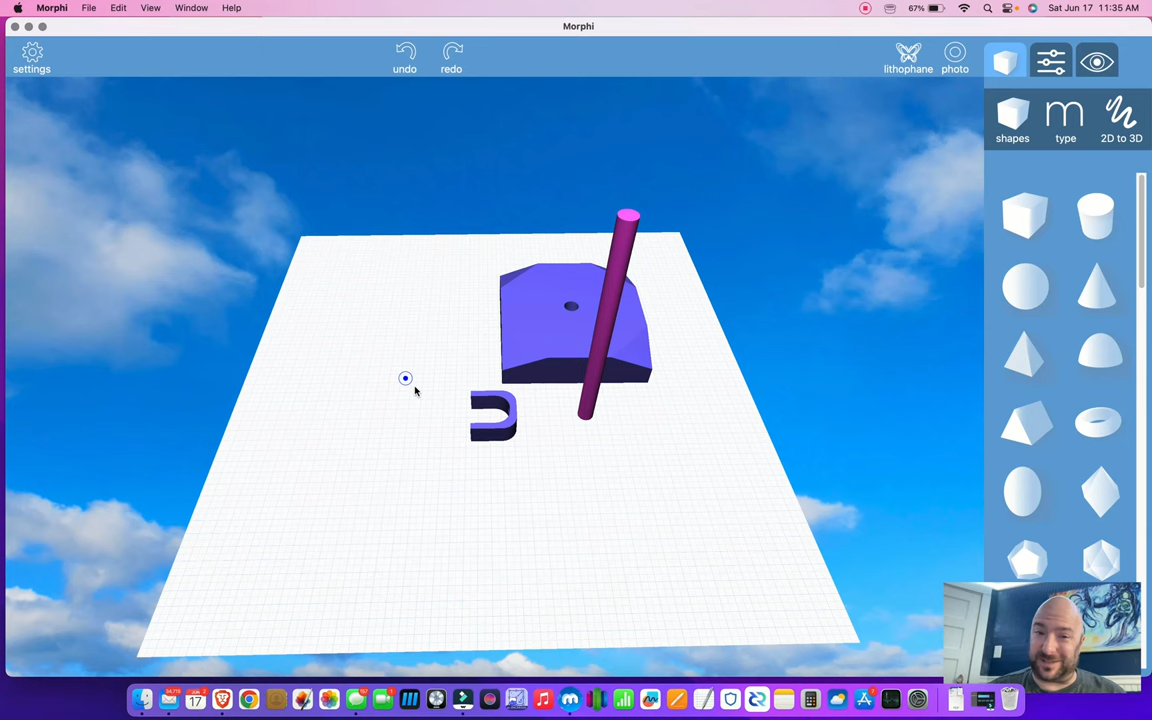 Morphi File Edit View Window Help 67% Sat Jun 17 11:35 AM
Morphi
settings undo redo lithophane photo
shapes m type 2D to 3D